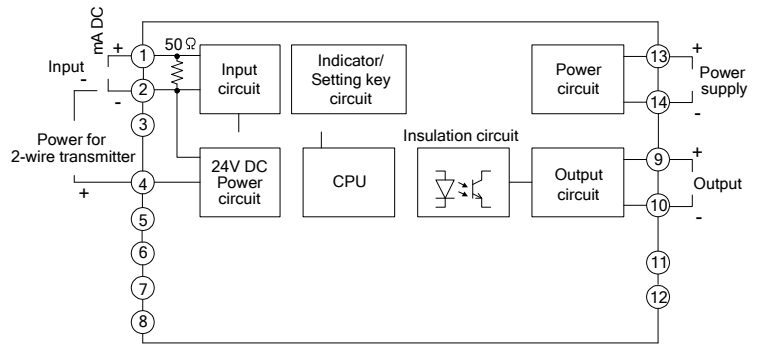 mA DC
Input
+
-
-
1
2
3
4
5
6
7
8
50 Ω
Input
circuit
Indicator/
Setting key
circuit
Power
circuit
13
14
+
-
Power
supply
Power for
2-wire transmitter
+
24V DC
Power
circuit
CPU
Insulation circuit
Output
circuit
9
10
+
-
Output
11
12